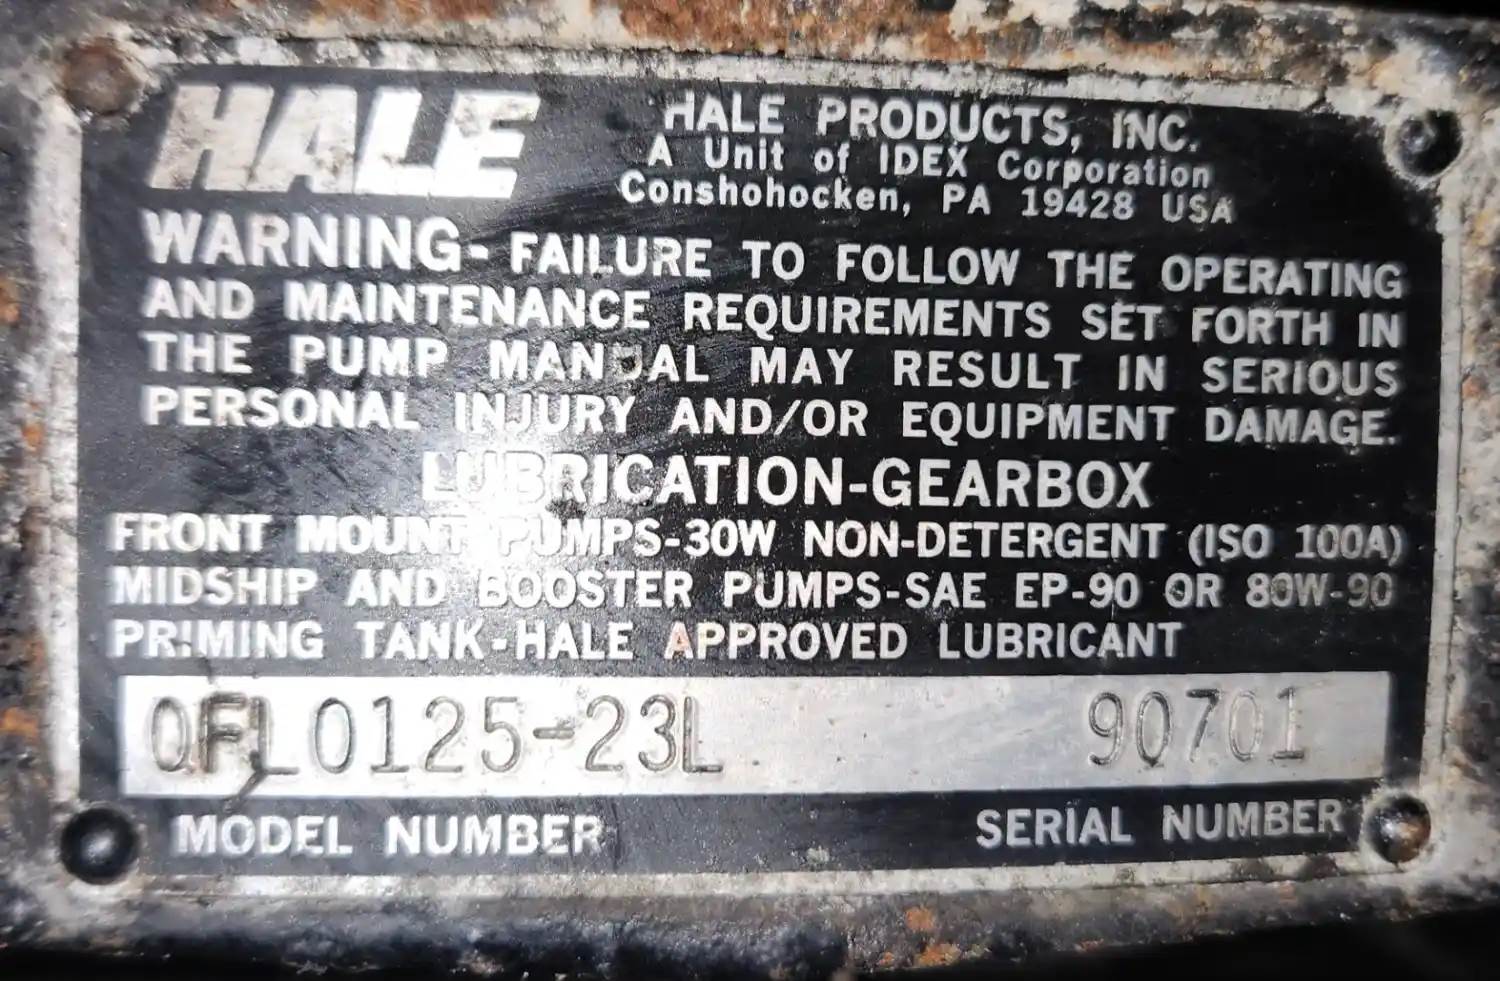 HALE
HALE PRODUCTS, INC.
A Unit of IDEX Corporation
Conshohocken, PA 19428 USA
WARNING- FAILURE TO FOLLOW THE OPERATING
AND MAINTENANCE REQUIREMENTS SET FORTH IN
THE PUMP MANUAL MAY RESULT IN SERIOUS
PERSONAL INJURY AND/OR EQUIPMENT DAMAGE.
LUBRICATION-GEARBOX
FRONT MOUNT PUMPS-30W NON-DETERGENT (ISO 100A)
MIDSHIP AND BOOSTER PUMPS-SAE EP-90 OR 80W-90
PRIMING TANK-HALE APPROVED LUBRICANT
QFL0125-23L 90701
MODEL NUMBER SERIAL NUMBER